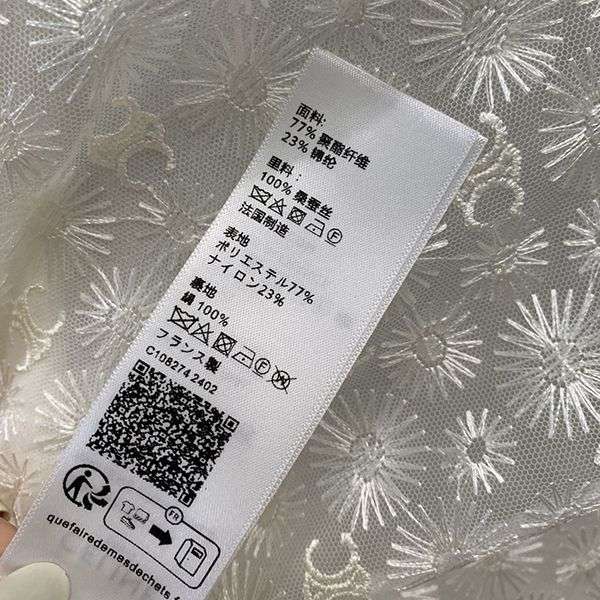 面料:
77% 聚酯纤维
23% 锦纶
里料：
100% 桑蚕丝
法国制造
表地
ポリエステル77%
ナイロン23%
裏地
絹 100%
フランス製
C108274 2402
FR
quefairedemesdechets.f